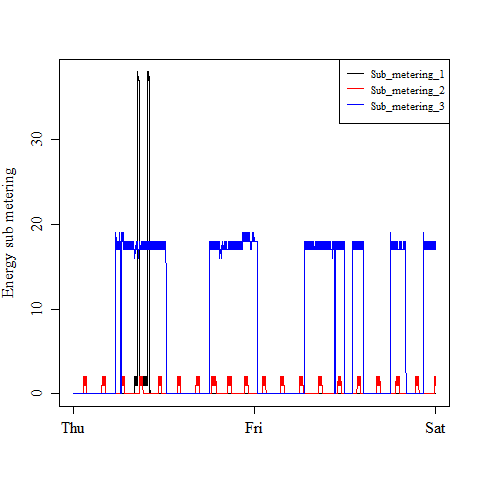 Sub_metering_1
Sub_metering_2
Sub_metering_3
Energy sub metering
30
20
10
0
Thu Fri Sat